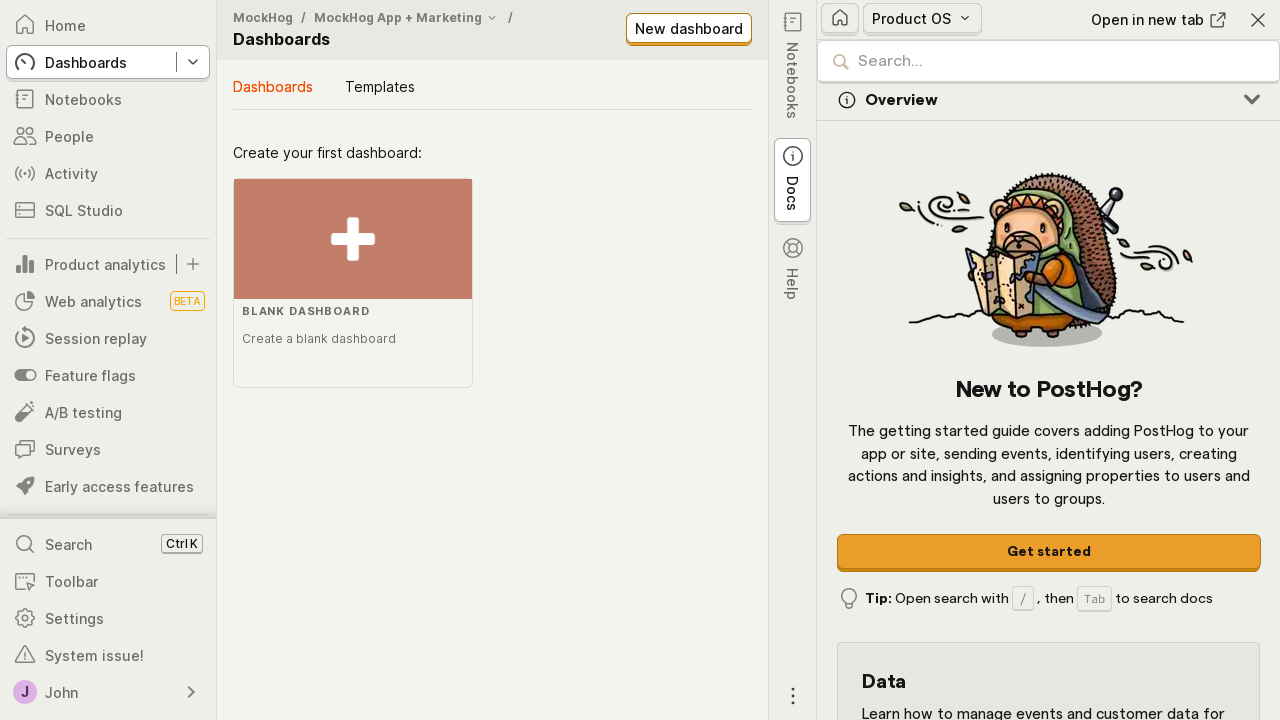 Home
Dashboards
Notebooks
People
Activity
SQL Studio
Product analytics
Web analytics BETA
Session replay
Feature flags
A/B testing
Surveys
Early access features
Search Ctrl K
Toolbar
Settings
System issue!
J John
MockHog / MockHog App + Marketing /
Dashboards
New dashboard
Dashboards Templates
Create your first dashboard:
BLANK DASHBOARD
Create a blank dashboard
Notebooks
Docs
Help
Product OS
Open in new tab
Search...
Overview
New to PostHog?
The getting started guide covers adding PostHog to your
app or site, sending events, identifying users, creating
actions and insights, and assigning properties to users and
users to groups.
Get started
Tip: Open search with / , then Tab to search docs
Data
Learn how to manage events and customer data for